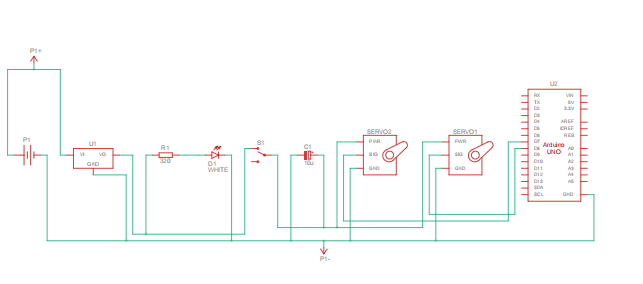 P1+
P1
U1
VI
VO
GND
R1
320
D1
WHITE
S1
C1
10u
SERVO2
PWR
SIG
GND
SERVO1
PWR
SIG
GND
U2
RX VIN
TX 5V
D2 3.3V
D3
D4 AREF
D5 IOREF
D6 RES
D7
Arduino
UNO
D8 A0
D9 A1
D10 A2
D11 A3
D12 A4
D13 A5
SDA
SCL GND
P1-